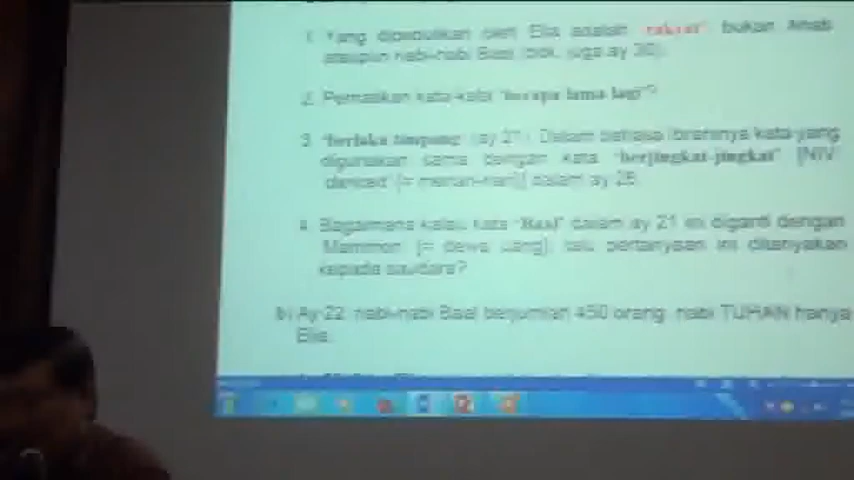 1. Yang dipedulikan oleh Elia adalah "rakyat" bukan Ahab
ataupun nabi-nabi Baal (bdk. juga ay 30).
2. Perhatikan kata-kata "berapa lama lagi"?
3. "berlaku timpang" (ay 21). Dalam bahasa Ibraninya kata yang
digunakan sama dengan kata "berjingkat-jingkat" [NIV:
danced (= menari-nari)] dalam ay 26.
4. Bagaimana kalau kata "Baal" dalam ay 21 ini diganti dengan
Mammon (= dewa uang), lalu pertanyaan ini ditanyakan
kepada saudara?
b) Ay 22: nabi-nabi Baal berjumlah 450 orang, nabi TUHAN hanya
Elia.